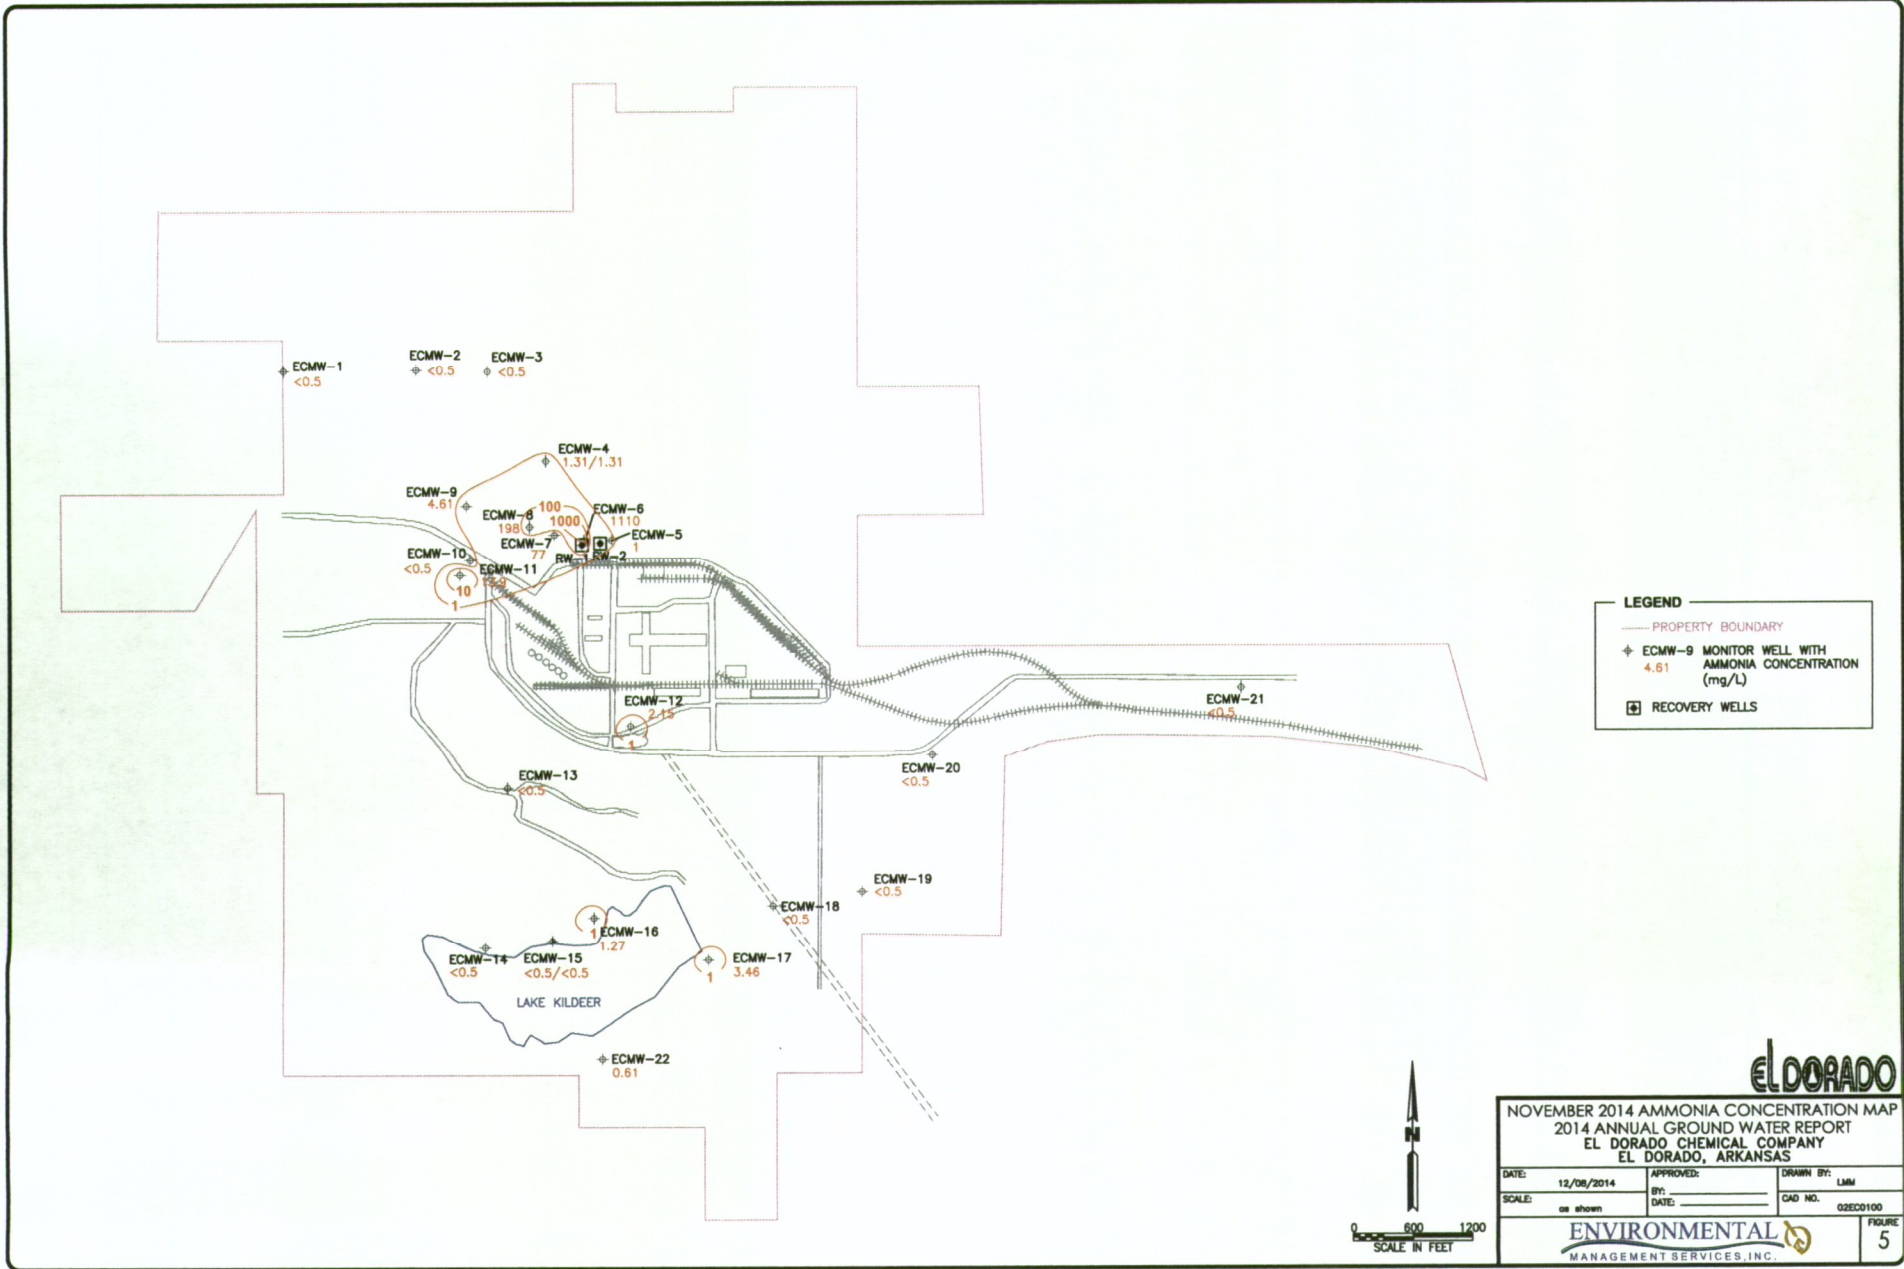 ECMW-1
<0.5
ECMW-2
<0.5
ECMW-3
<0.5
ECMW-4
1.31/1.31
ECMW-9
4.61
ECMW-8
198
100
1000
ECMW-6
1110
ECMW-5
1
ECMW-7
77
RW-1
RW-2
ECMW-10
<0.5
ECMW-11
10
1
ECMW-12
2.15
1
ECMW-21
<0.5
ECMW-20
<0.5
ECMW-13
<0.5
ECMW-19
<0.5
ECMW-18
<0.5
1
ECMW-16
1.27
ECMW-14
<0.5
ECMW-15
<0.5/<0.5
ECMW-17
3.46
1
LAKE KILDEER
ECMW-22
0.61
LEGEND
PROPERTY BOUNDARY
ECMW-9 MONITOR WELL WITH
4.61 AMMONIA CONCENTRATION
(mg/L)
RECOVERY WELLS
N
0 600 1200
SCALE IN FEET
EL DORADO
NOVEMBER 2014 AMMONIA CONCENTRATION MAP
2014 ANNUAL GROUND WATER REPORT
EL DORADO CHEMICAL COMPANY
EL DORADO, ARKANSAS
DATE: 12/08/2014
APPROVED:
BY:
DATE:
DRAWN BY: LMM
SCALE: as shown
CAD NO. 02EC0100
ENVIRONMENTAL
MANAGEMENT SERVICES, INC.
FIGURE
5